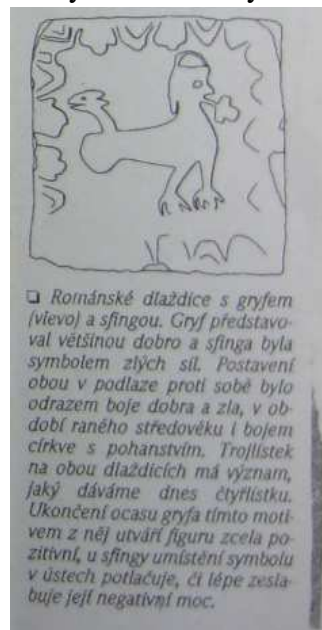 ❏ Románské dlaždice s gryfem
(vlevo) a sfingou. Gryf představo-
val většinou dobro a sfinga byla
symbolem zlých sil. Postavení
obou v podlaze proti sobě bylo
odrazem boje dobra a zla, v ob-
dobí raného středověku i bojem
církve s pohanstvím. Trojlístek
na obou dlaždicích má význam,
jaký dáváme dnes čtyřlístku.
Ukončení ocasu gryfa tímto moti-
vem z něj utváří figuru zcela po-
zitivní, u sfingy umístění symbolu
v ústech potlačuje, či lépe zesla-
buje její negativní moc.